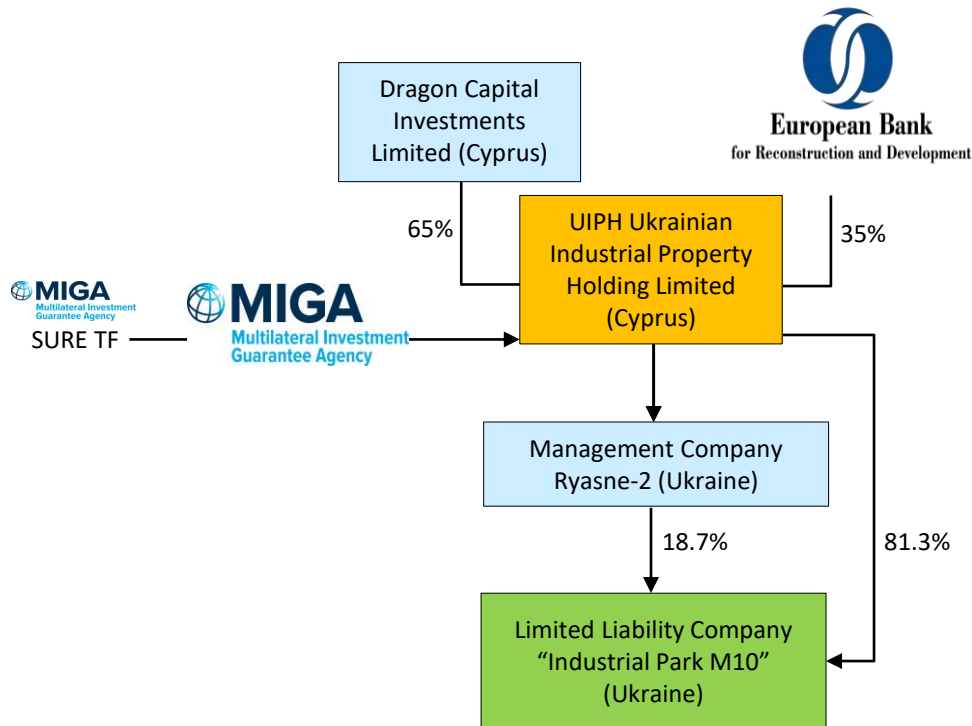 Dragon Capital
Investments
Limited (Cyprus)
European Bank
for Reconstruction and Development
65%
UIPH Ukrainian
Industrial Property
Holding Limited
(Cyprus)
35%
MIGA
Multilateral Investment
Guarantee Agency
SURE TF
MIGA
Multilateral Investment
Guarantee Agency
Management Company
Ryasne-2 (Ukraine)
18.7%
81.3%
Limited Liability Company
“Industrial Park M10”
(Ukraine)